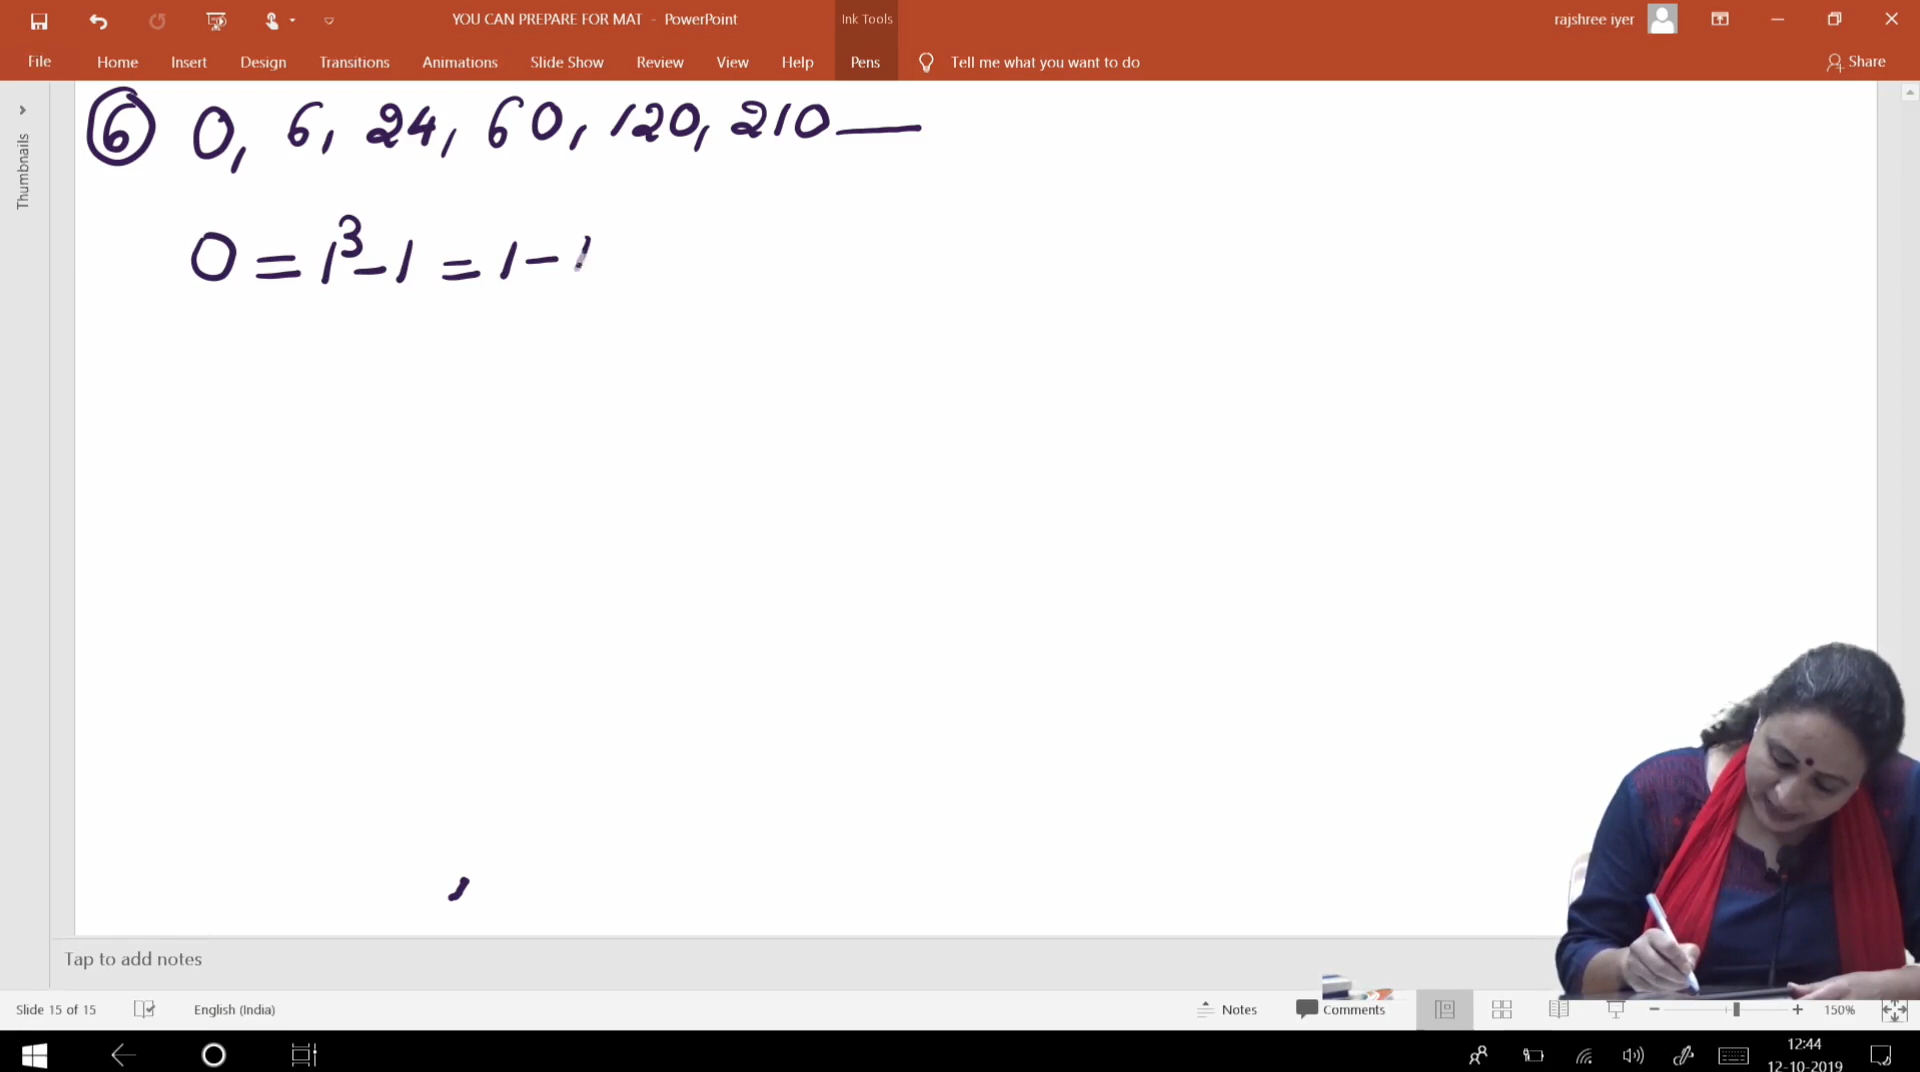 YOU CAN PREPARE FOR MAT - PowerPoint
Ink Tools
rajshree iyer
File Home Insert Design Transitions Animations Slide Show Review View Help Pens Tell me what you want to do Share
Thumbnails
⑥ 0, 6, 24, 60, 120, 210 —
0 = 1³ - 1 = 1 - 1
,
Tap to add notes
Slide 15 of 15 English (India) Notes Comments 150%
12:44
12-10-2019